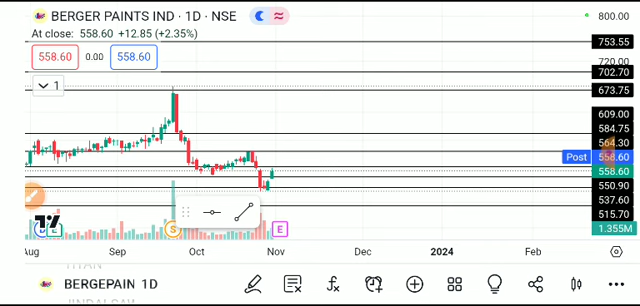 BERGER PAINTS IND · 1D · NSE
At close: 558.60 +12.85 (+2.35%)
558.60 0.00 558.60
1
800.00
753.55
720.00
702.70
673.75
609.00
584.75
564.30
Post 558.60
558.60
550.90
537.60
515.70
1.355M
D E S E
Aug Sep Oct Nov Dec 2024 Feb
TITAN
BERGEPAIN 1D
JINDALSAW